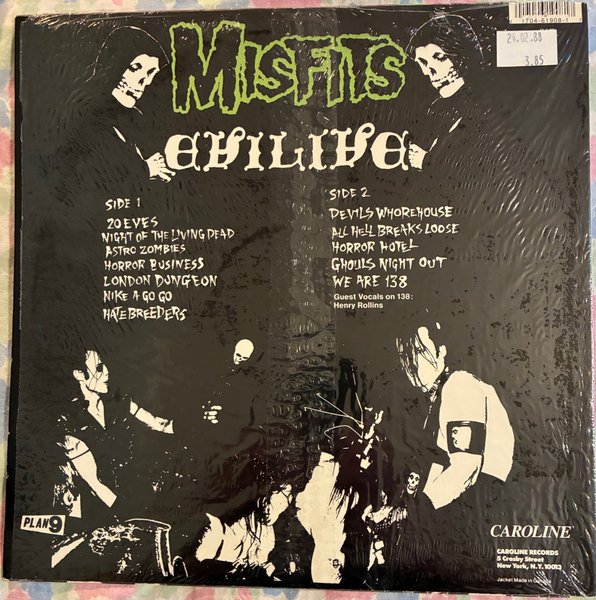 1704-61908-1
24.02.88
3.85
MISFITS
EVILIVE
SIDE 1
20 EYES
NIGHT OF THE LIVING DEAD
ASTRO ZOMBIES
HORROR BUSINESS
LONDON DUNGEON
NIKE A GO GO
HATEBREEDERS
SIDE 2
DEVILS WHOREHOUSE
ALL HELL BREAKS LOOSE
HORROR HOTEL
GHOULS NIGHT OUT
WE ARE 138
Guest Vocals on 138:
Henry Rollins
PLAN 9
CAROLINE
CAROLINE RECORDS
5 Crosby Street
New York, N.Y. 10013
Jacket Made in Canada